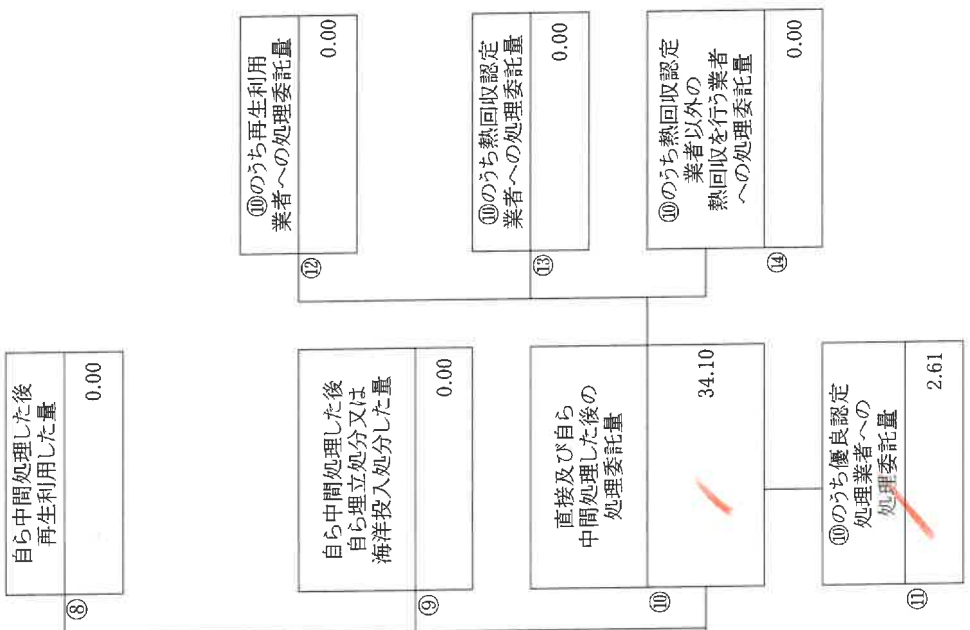 ⑧
自ら中間処理した後
再生利用した量
0.00
⑨
自ら中間処理した後
自ら埋立処分又は
海洋投入処分した量
0.00
⑩
直接及び自ら
中間処理した後の
処理委託量
34.10
⑪
⑩のうち優良認定
処理業者への
処理委託量
2.61
⑫
⑩のうち再生利用
業者への処理委託量
0.00
⑬
⑩のうち熱回収認定
業者への処理委託量
0.00
⑭
⑩のうち熱回収認定
業者以外の
熱回収を行う業者
への処理委託量
0.00